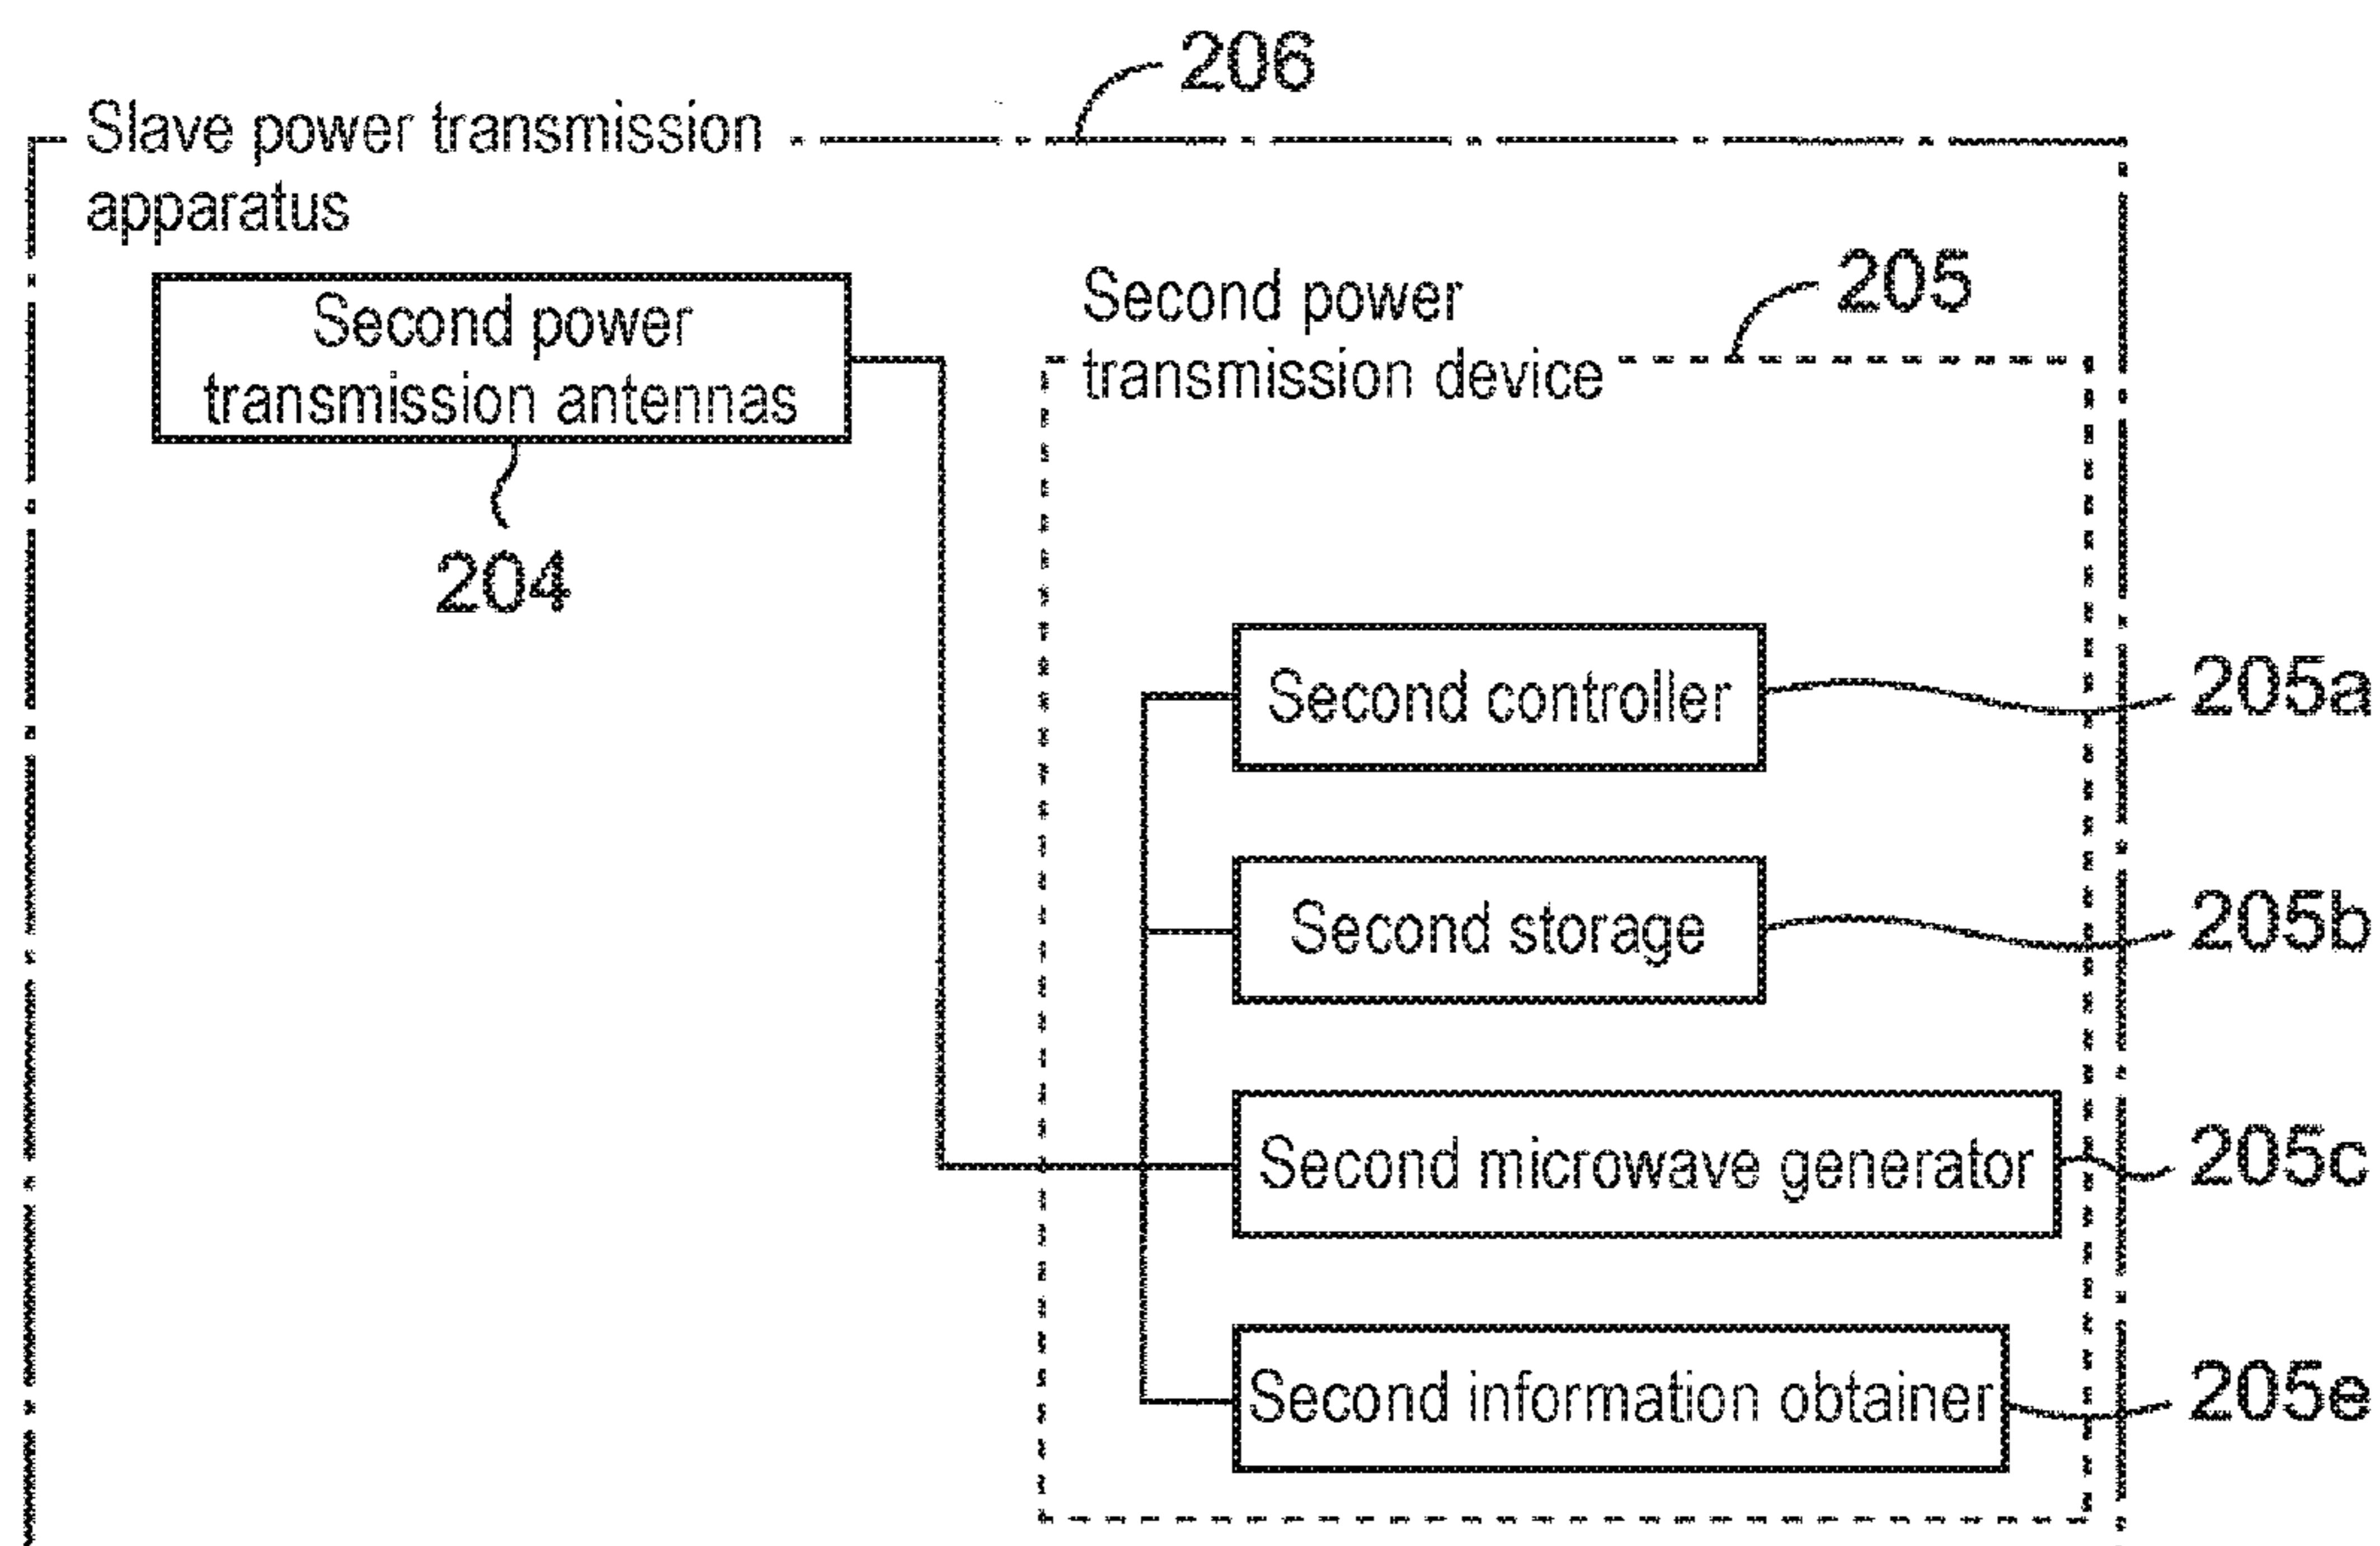 206
Slave power transmission
apparatus
205
Second power
transmission device
Second power
transmission antennas
204
Second controller
205a
Second storage
205b
Second microwave generator
205c
Second information obtainer
205e